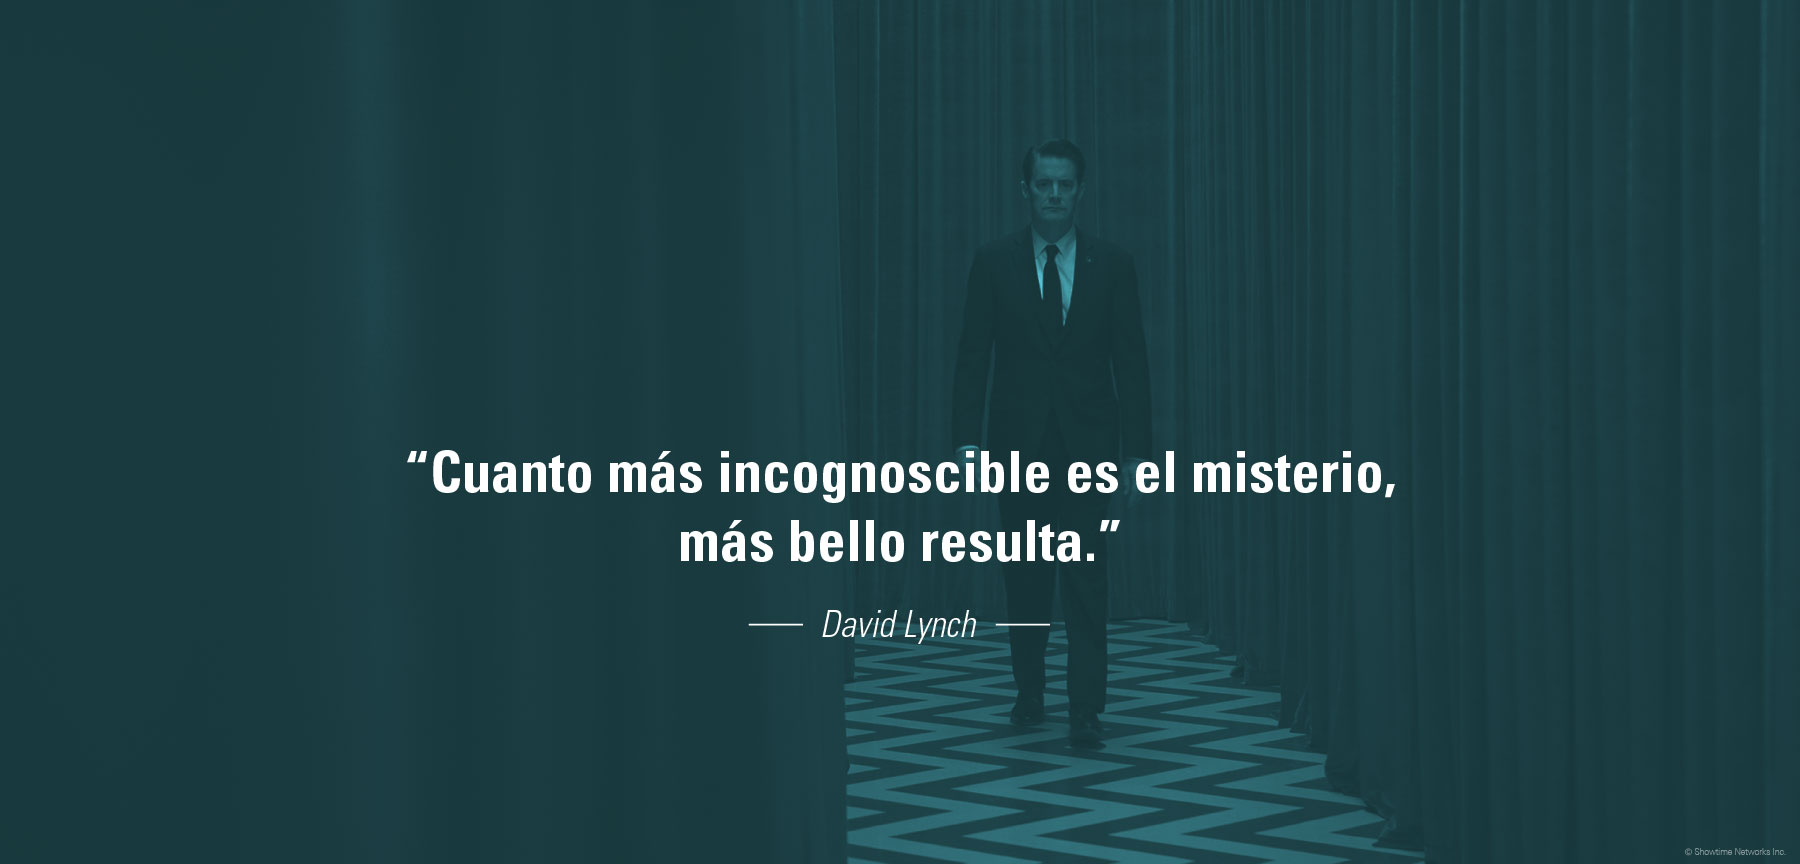 “Cuanto más incognoscible es el misterio,
más bello resulta.”
David Lynch
© Showtime Networks Inc.